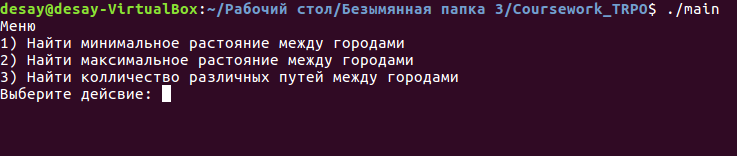 desay@desay-VirtualBox:~/Рабочий стол/Безымянная папка 3/Coursework_TRPO$ ./main
Меню
1) Найти минимальное растояние между городами
2) Найти максимальное растояние между городами
3) Найти колличество различных путей между городами
Выберите дейсвие: